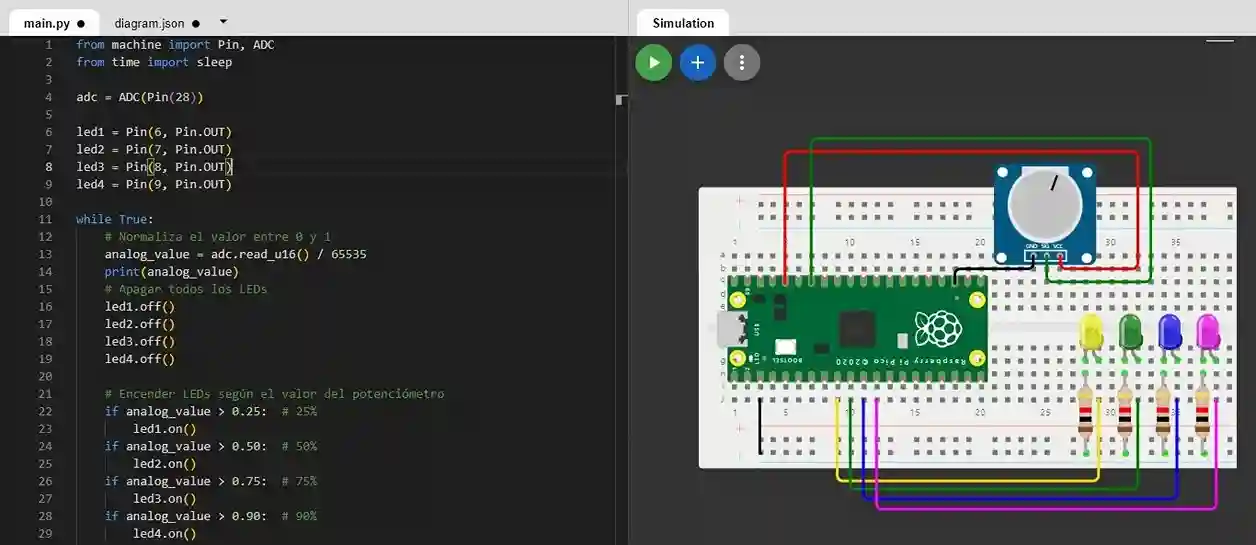 main.py ● diagram.json ●
Simulation
1 from machine import Pin, ADC
2 from time import sleep
3
4 adc = ADC(Pin(28))
5
6 led1 = Pin(6, Pin.OUT)
7 led2 = Pin(7, Pin.OUT)
8 led3 = Pin(8, Pin.OUT)
9 led4 = Pin(9, Pin.OUT)
10
11 while True:
12 # Normaliza el valor entre 0 y 1
13 analog_value = adc.read_u16() / 65535
14 print(analog_value)
15 # Apagar todos los LEDs
16 led1.off()
17 led2.off()
18 led3.off()
19 led4.off()
20
21 # Encender LEDs según el valor del potenciómetro
22 if analog_value > 0.25: # 25%
23 led1.on()
24 if analog_value > 0.50: # 50%
25 led2.on()
26 if analog_value > 0.75: # 75%
27 led3.on()
28 if analog_value > 0.90: # 90%
29 led4.on()
GND SIG VCC
10 20 30 35
LED USB
BOOTSEL
Raspberry Pi Pico ©2020
1 5 10 15 20 25 30 35